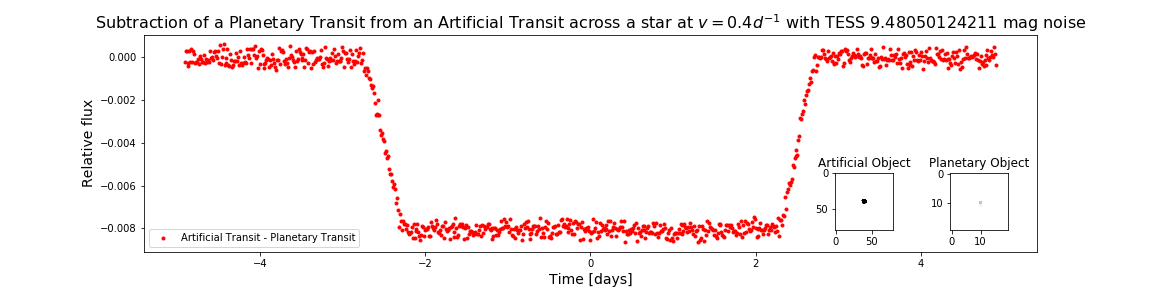 Subtraction of a Planetary Transit from an Artificial Transit across a star at v = 0.4d⁻¹ with TESS 9.48050124211 mag noise
Relative flux
0.000
−0.002
−0.004
−0.006
−0.008
Artificial Transit - Planetary Transit
Artificial Object
0
50
0 50
Planetary Object
0
10
0 10
−4 −2 0 2 4
Time [days]